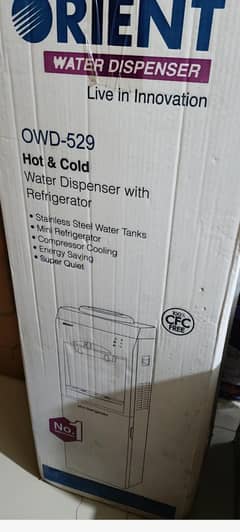 ORIENT
WATER DISPENSER
Live in Innovation
OWD-529
Hot & Cold
Water Dispenser with
Refrigerator
• Stainless Steel Water Tanks
• Mini Refrigerator
• Compressor Cooling
• Energy Saving
• Super Quiet
100%
CFC
FREE
No.